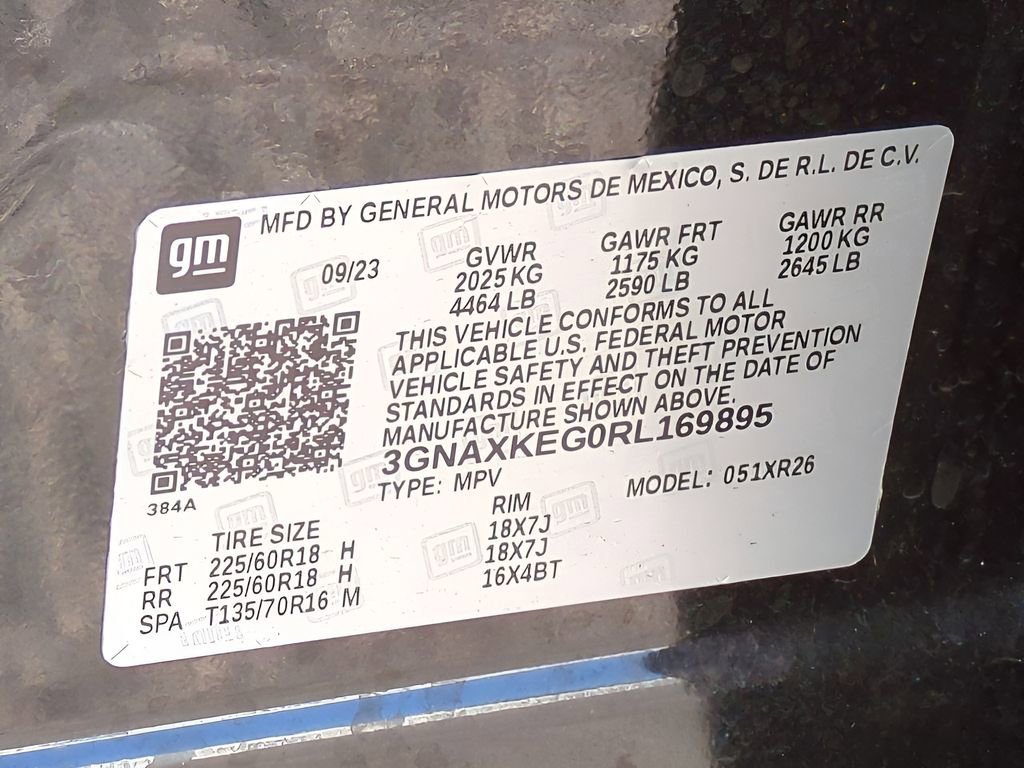 MFD BY GENERAL MOTORS DE MEXICO, S. DE R.L. DE C.V.
gm
09/23
GVWR
2025 KG
4464 LB
GAWR FRT
1175 KG
2590 LB
GAWR RR
1200 KG
2645 LB
THIS VEHICLE CONFORMS TO ALL
APPLICABLE U.S. FEDERAL MOTOR
VEHICLE SAFETY AND THEFT PREVENTION
STANDARDS IN EFFECT ON THE DATE OF
MANUFACTURE SHOWN ABOVE.
3GNAXKEG0RL169895
TYPE: MPV MODEL: 051XR26
384A
TIRE SIZE RIM
FRT 225/60R18 H 18X7J
RR 225/60R18 H 18X7J
SPA T135/70R16 M 16X4BT